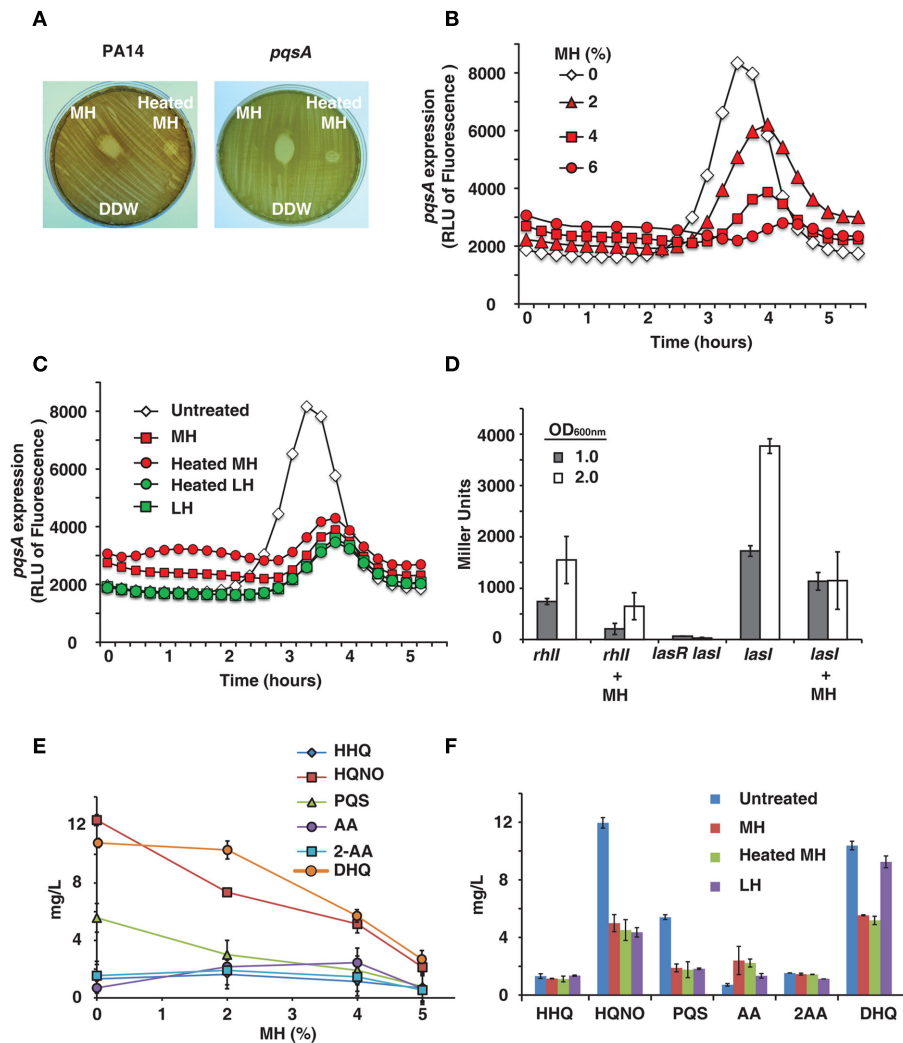 A
PA14
pqsA
MH
Heated
MH
DDW
MH
Heated
MH
DDW
B
MH (%)
0
2
4
6
pqsA expression
(RLU of Fluorescence )
8000
6000
4000
2000
0
0 1 2 3 4 5
Time (hours)
C
Untreated
MH
Heated MH
Heated LH
LH
pqsA expression
(RLU of Fluorescence )
8000
6000
4000
2000
0
0 1 2 3 4 5
Time (hours)
D
OD600nm
1.0
2.0
Miller Units
4000
3000
2000
1000
0
rhlI
rhlI
+
MH
lasR lasI
lasI
lasI
+
MH
E
HHQ
HQNO
PQS
AA
2-AA
DHQ
mg/L
12
8
4
0
0 1 2 3 4 5
MH (%)
F
Untreated
MH
Heated MH
LH
mg/L
12
8
4
0
HHQ HQNO PQS AA 2AA DHQ